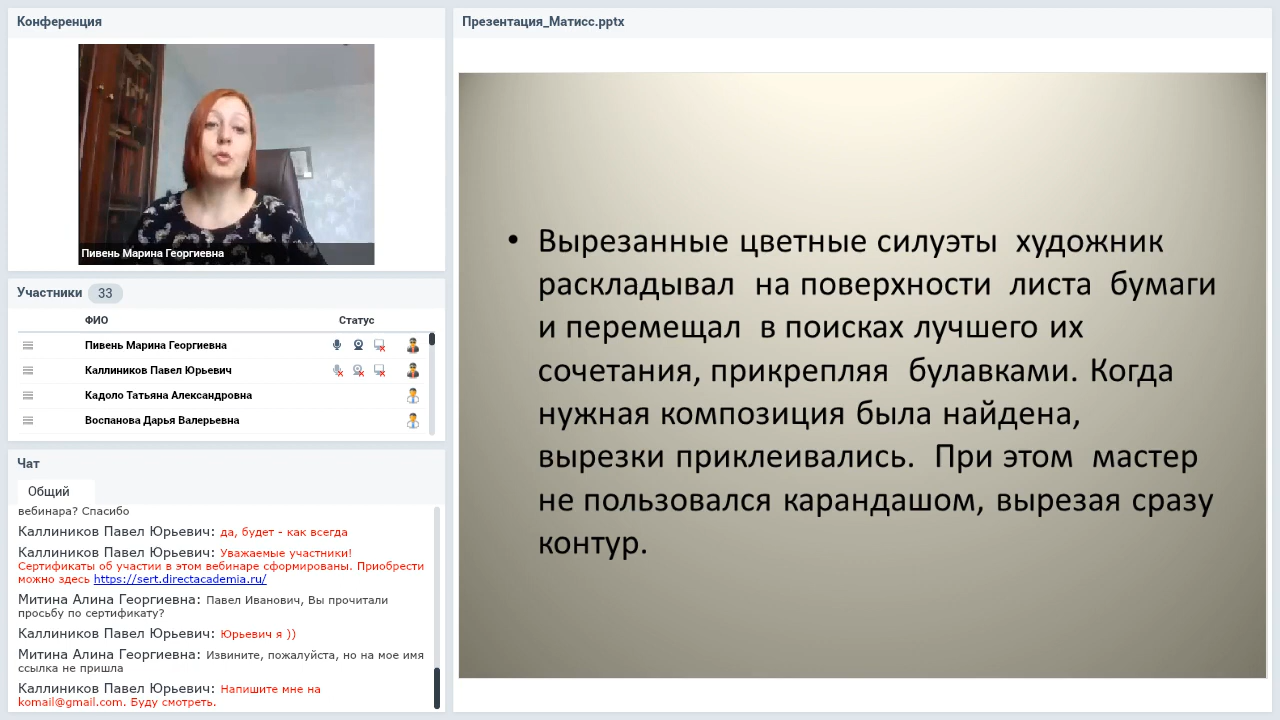 Конференция
Пивень Марина Георгиевна
Участники 33
ФИО Статус
Пивень Марина Георгиевна
Каллиников Павел Юрьевич
Кадоло Татьяна Александровна
Воспанова Дарья Валерьевна
Чат
Общий
вебинара? Спасибо
Каллиников Павел Юрьевич: да, будет - как всегда
Каллиников Павел Юрьевич: Уважаемые участники!
Сертификаты об участии в этом вебинаре сформированы. Приобрести
можно здесь https://sert.directacademia.ru/
Митина Алина Георгиевна: Павел Иванович, Вы прочитали
просьбу по сертификату?
Каллиников Павел Юрьевич: Юрьевич я ))
Митина Алина Георгиевна: Извините, пожалуйста, но на мое имя
ссылка не пришла
Каллиников Павел Юрьевич: Напишите мне на
komail@gmail.com. Буду смотреть.
Презентация_Матисс.pptx
• Вырезанные цветные силуэты художник
раскладывал на поверхности листа бумаги
и перемещал в поисках лучшего их
сочетания, прикрепляя булавками. Когда
нужная композиция была найдена,
вырезки приклеивались. При этом мастер
не пользовался карандашом, вырезая сразу
контур.